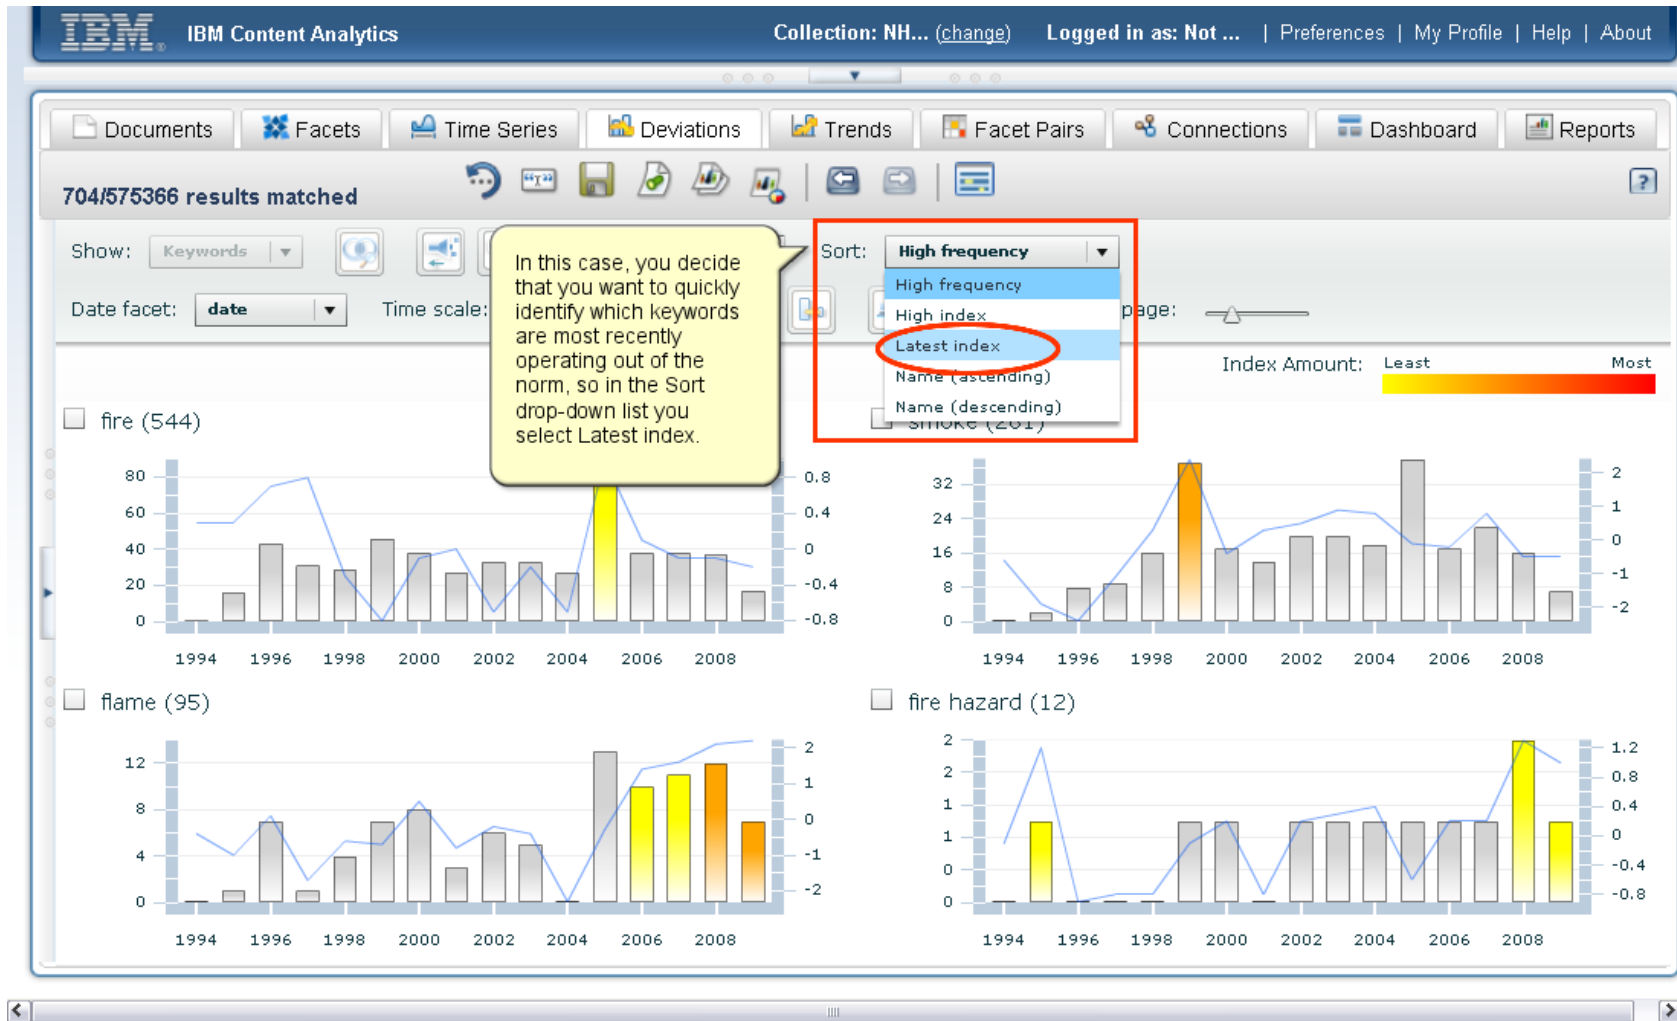 IBM
IBM Content Analytics
Collection: NH... (change) Logged in as: Not ... | Preferences | My Profile | Help | About
Documents Facets Time Series Deviations Trends Facet Pairs Connections Dashboard Reports
704/575366 results matched
?
Show: Keywords
Sort: High frequency
High frequency
High index
Latest index
Name (ascending)
Name (descending)
Date facet: date Time scale:
page:
In this case, you decide
that you want to quickly
identify which keywords
are most recently
operating out of the
norm, so in the Sort
drop-down list you
select Latest index.
Index Amount: Least Most
fire (544)
80
60
40
20
0
0.8
0.4
0
-0.4
-0.8
1994 1996 1998 2000 2002 2004 2006 2008
smoke (261)
32
24
16
8
0
2
1
0
-1
-2
1994 1996 1998 2000 2002 2004 2006 2008
flame (95)
12
8
4
0
2
1
0
-1
-2
1994 1996 1998 2000 2002 2004 2006 2008
fire hazard (12)
2
2
1
1
0
0
1.2
0.8
0.4
0
-0.4
-0.8
1994 1996 1998 2000 2002 2004 2006 2008